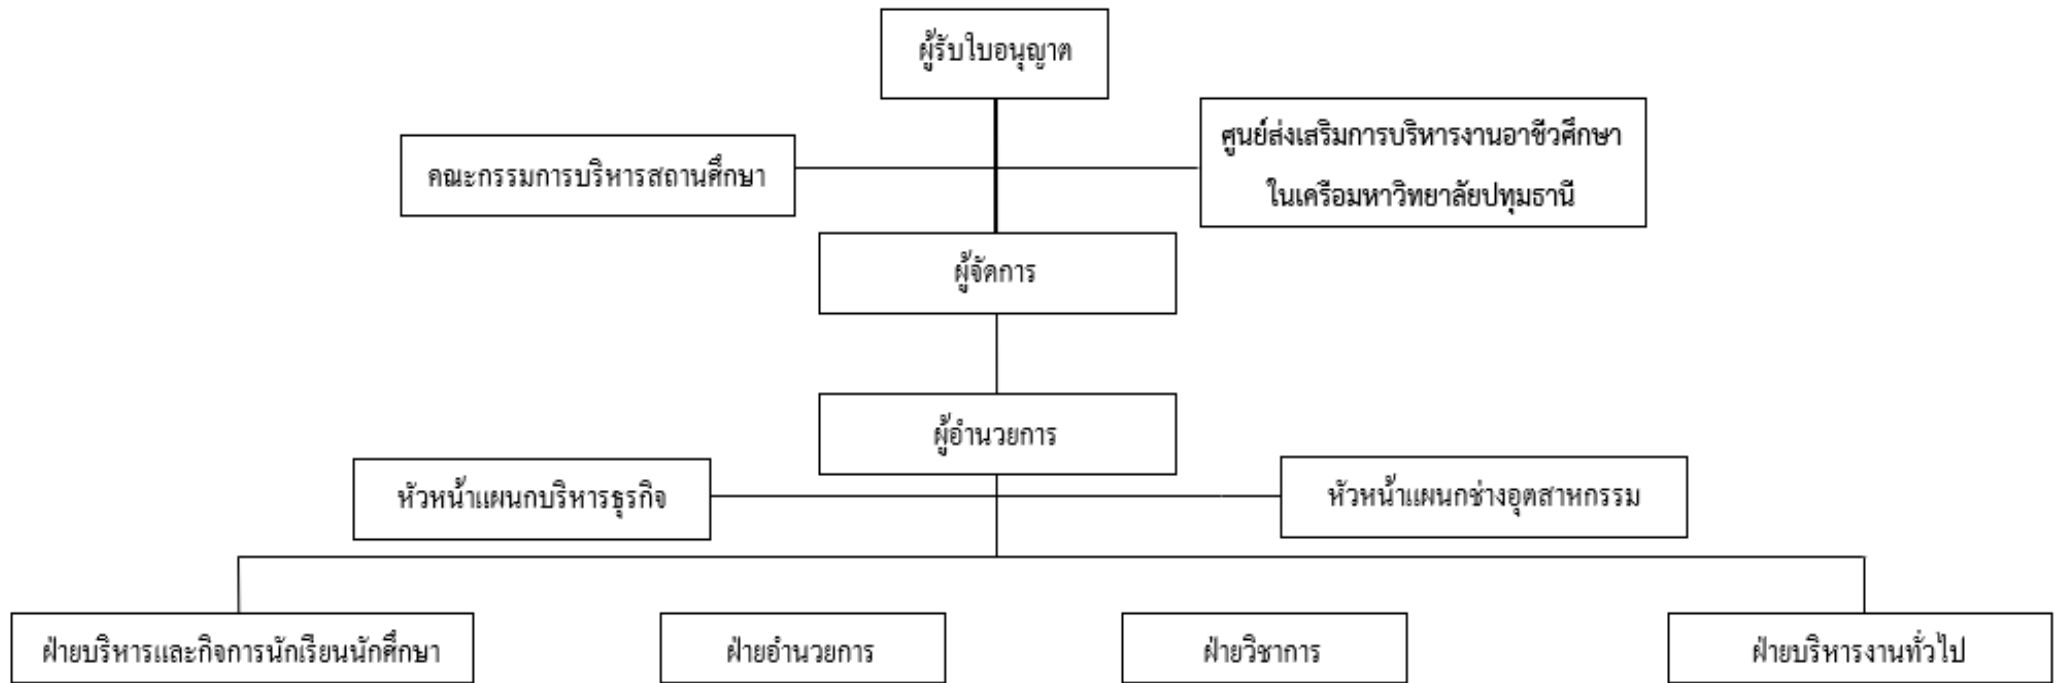 ผู้รับใบอนุญาต
คณะกรรมการบริหารสถานศึกษา
ศูนย์ส่งเสริมการบริหารงานอาชีวศึกษา
ในเครือมหาวิทยาลัยปทุมธานี
ผู้จัดการ
ผู้อำนวยการ
หัวหน้าแผนกบริหารธุรกิจ
หัวหน้าแผนกช่างอุตสาหกรรม
ฝ่ายบริหารและกิจการนักเรียนนักศึกษา
ฝ่ายอำนวยการ
ฝ่ายวิชาการ
ฝ่ายบริหารงานทั่วไป